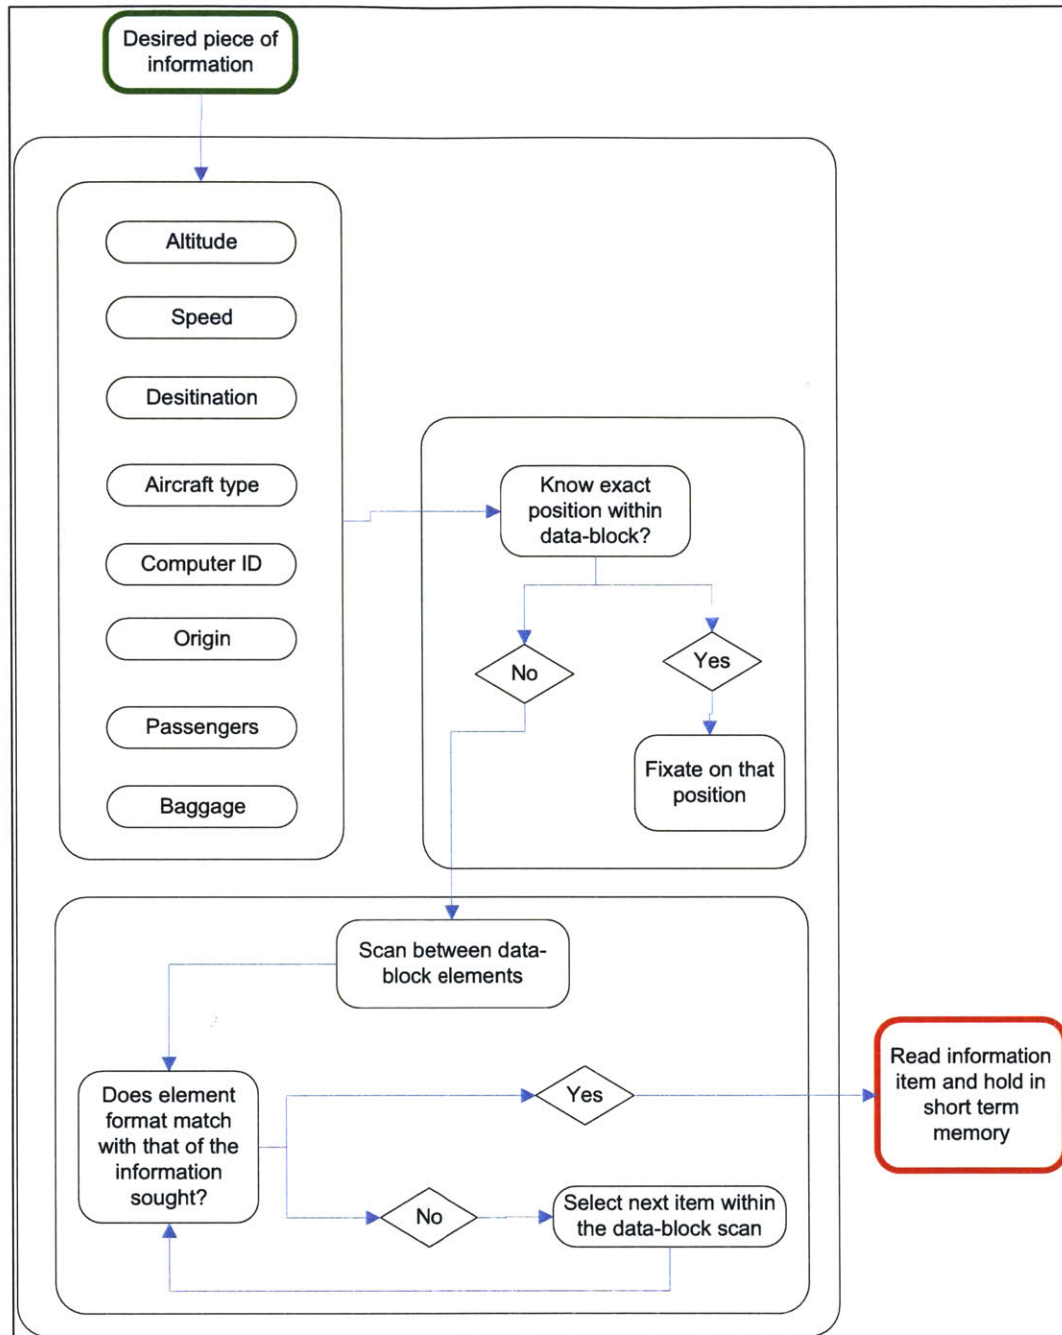 Desired piece of
information
Altitude
Speed
Desitination
Aircraft type
Computer ID
Origin
Passengers
Baggage
Know exact
position within
data-block?
No
Yes
Fixate on that
position
Scan between data-
block elements
Does element
format match
with that of the
information
sought?
Yes
No
Select next item within
the data-block scan
Read information
item and hold in
short term
memory